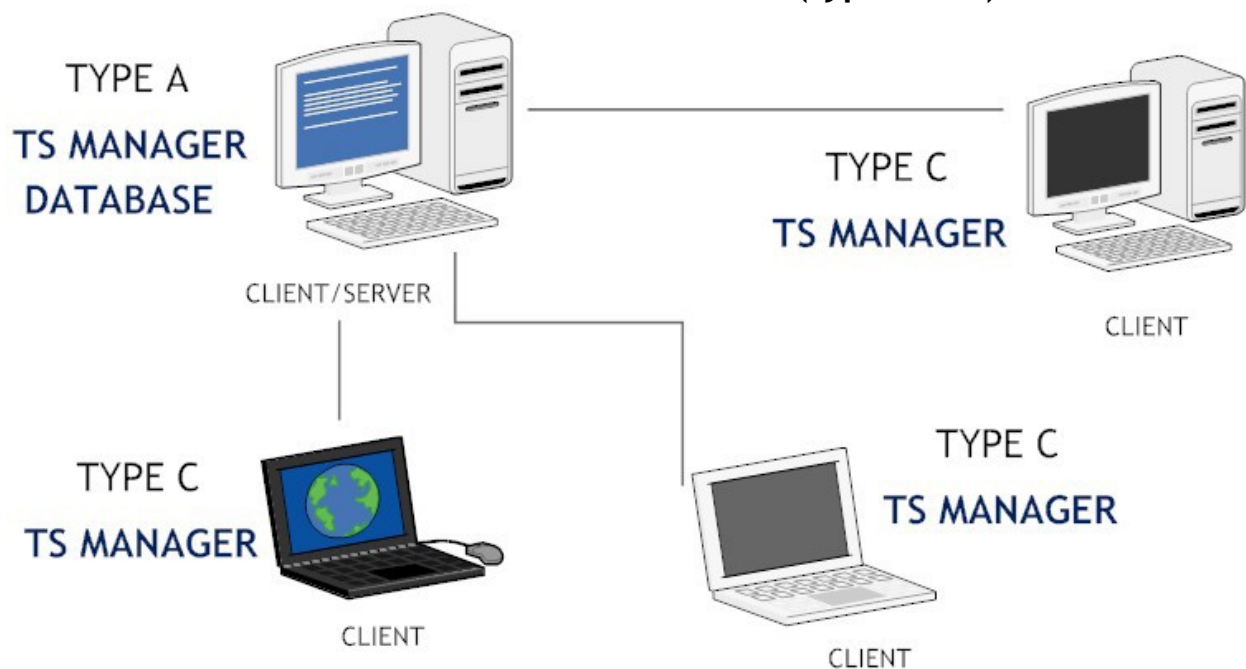 TYPE A
TS MANAGER
DATABASE
CLIENT/SERVER
TYPE C
TS MANAGER
CLIENT
TYPE C
TS MANAGER
CLIENT
TYPE C
TS MANAGER
CLIENT